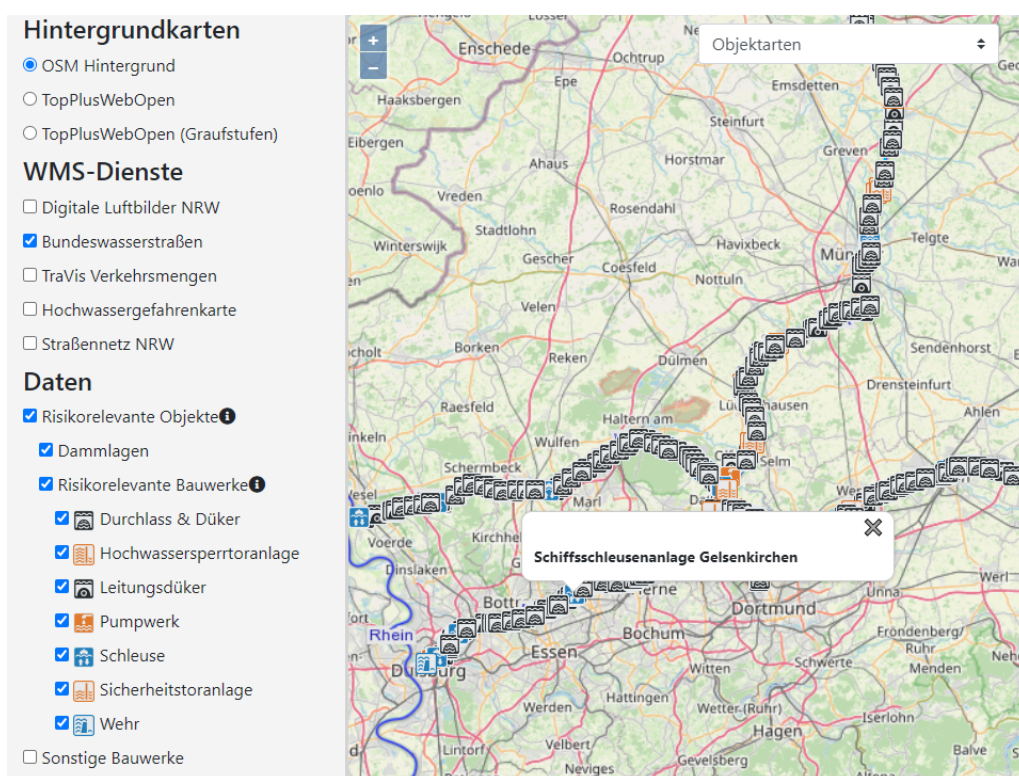 Hintergrundkarten
OSM Hintergrund
TopPlusWebOpen
TopPlusWebOpen (Graufstufen)
WMS-Dienste
Digitale Luftbilder NRW
Bundeswasserstraßen
TraVis Verkehrsmengen
Hochwassergefahrenkarte
Straßennetz NRW
Daten
Risikorelevante Objekte
Dammlagen
Risikorelevante Bauwerke
Durchlass & Düker
Hochwassersperrtoranlage
Leitungsdüker
Pumpwerk
Schleuse
Sicherheitstoranlage
Wehr
Sonstige Bauwerke
+
−
Objektarten
Enschede
Ochtrup
Epe
Emsdetten
Haaksbergen
Steinfurt
Eibergen
Greven
Ahaus
Horstmar
Vreden
Rosendahl
Stadtlohn
Telgte
Winterswijk
Havixbeck
Gescher
Coesfeld
Nottuln
Velen
Borken
Reken
Dülmen
Sendenhorst
Drensteinfurt
Raesfeld
Haltern am
Ahlen
Wulfen
Selm
Schermbeck
Marl
Voerde
Schiffsschleusenanlage Gelsenkirchen
Dinslaken
Werl
Unna
Dortmund
Rhein
Bochum
Fröndenberg/
Ruhr
Essen
Schwerte
Menden
Witten
Hattingen
Werden
Wetter (Ruhr)
Iserlohn
Hagen
Velbert
Lintorf
Balve
Gevelsberg
Neviges